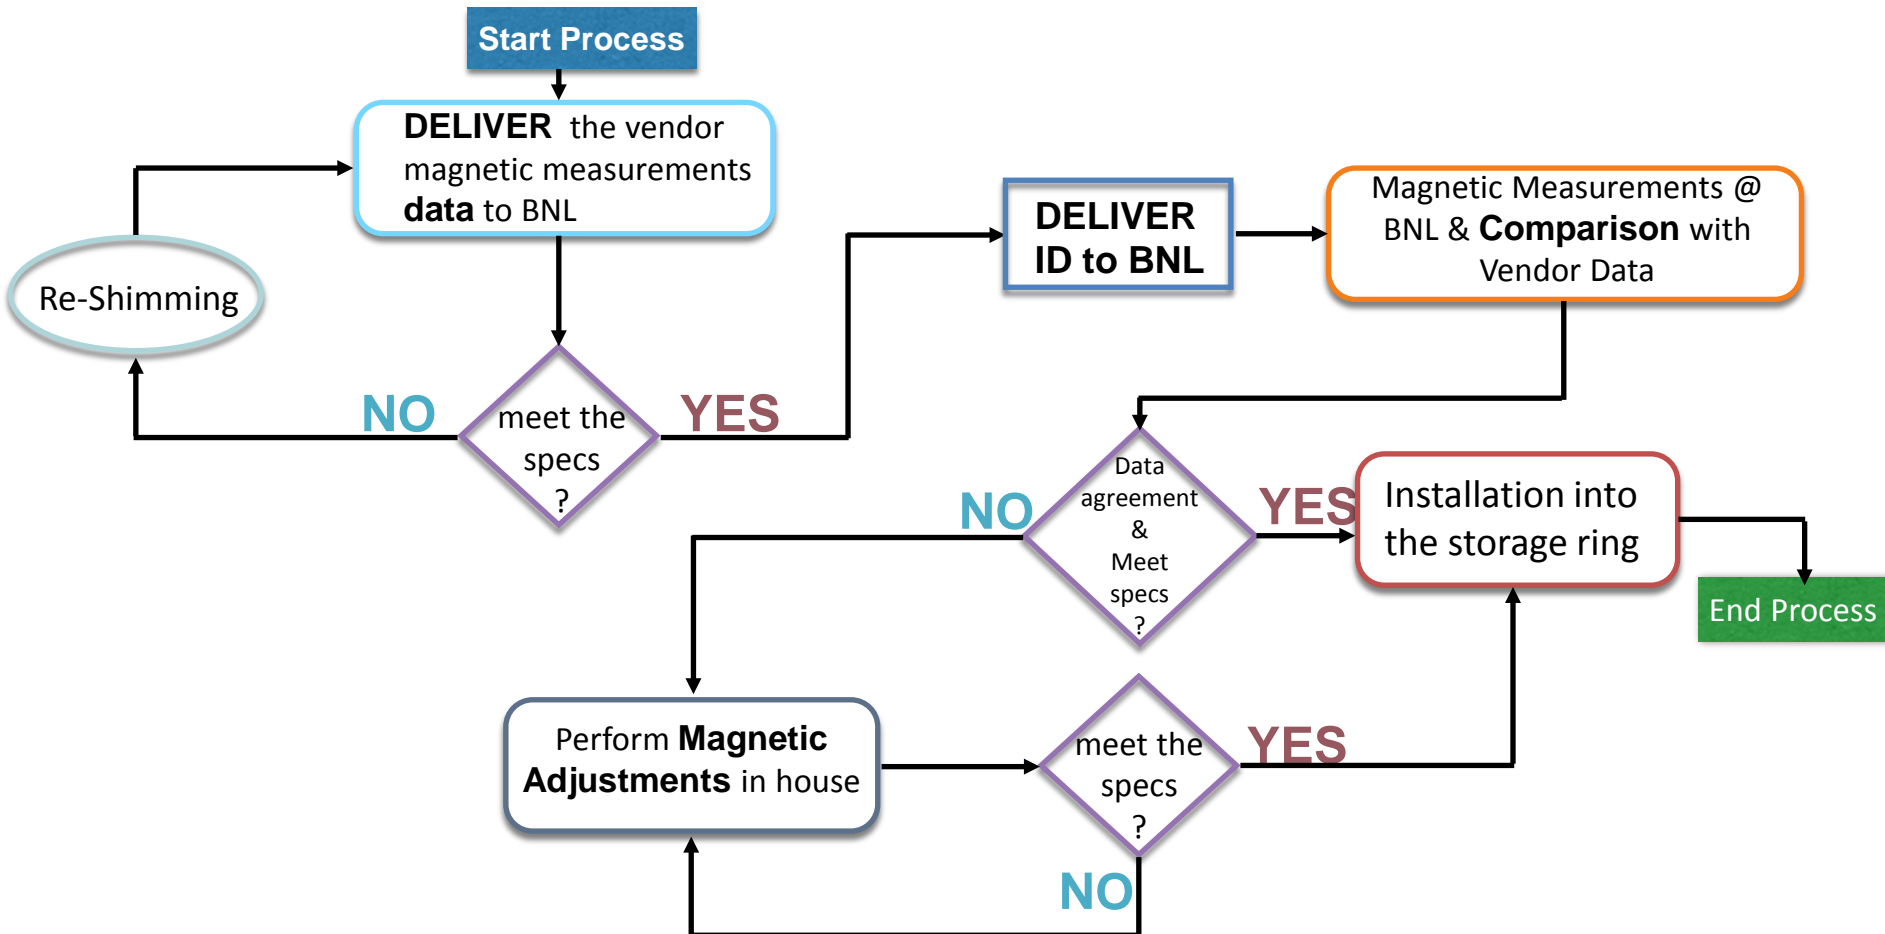 Start Process
DELIVER the vendor
magnetic measurements
data to BNL
Re-Shimming
NO
meet the
specs
?
YES
DELIVER
ID to BNL
Magnetic Measurements @
BNL & Comparison with
Vendor Data
NO
Data
agreement
&
Meet
specs
?
YES
Installation into
the storage ring
End Process
Perform Magnetic
Adjustments in house
meet the
specs
?
YES
NO